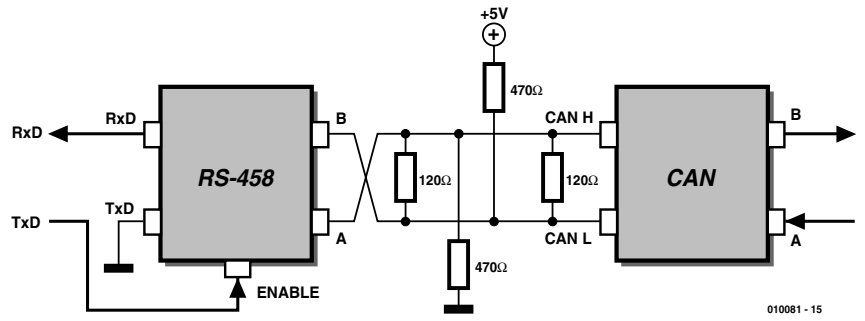 +5V
470Ω
RxD
RxD
B
CAN H
B
RS-458
120Ω
120Ω
CAN
TxD
TxD
A
CAN L
A
470Ω
ENABLE
010081 - 15